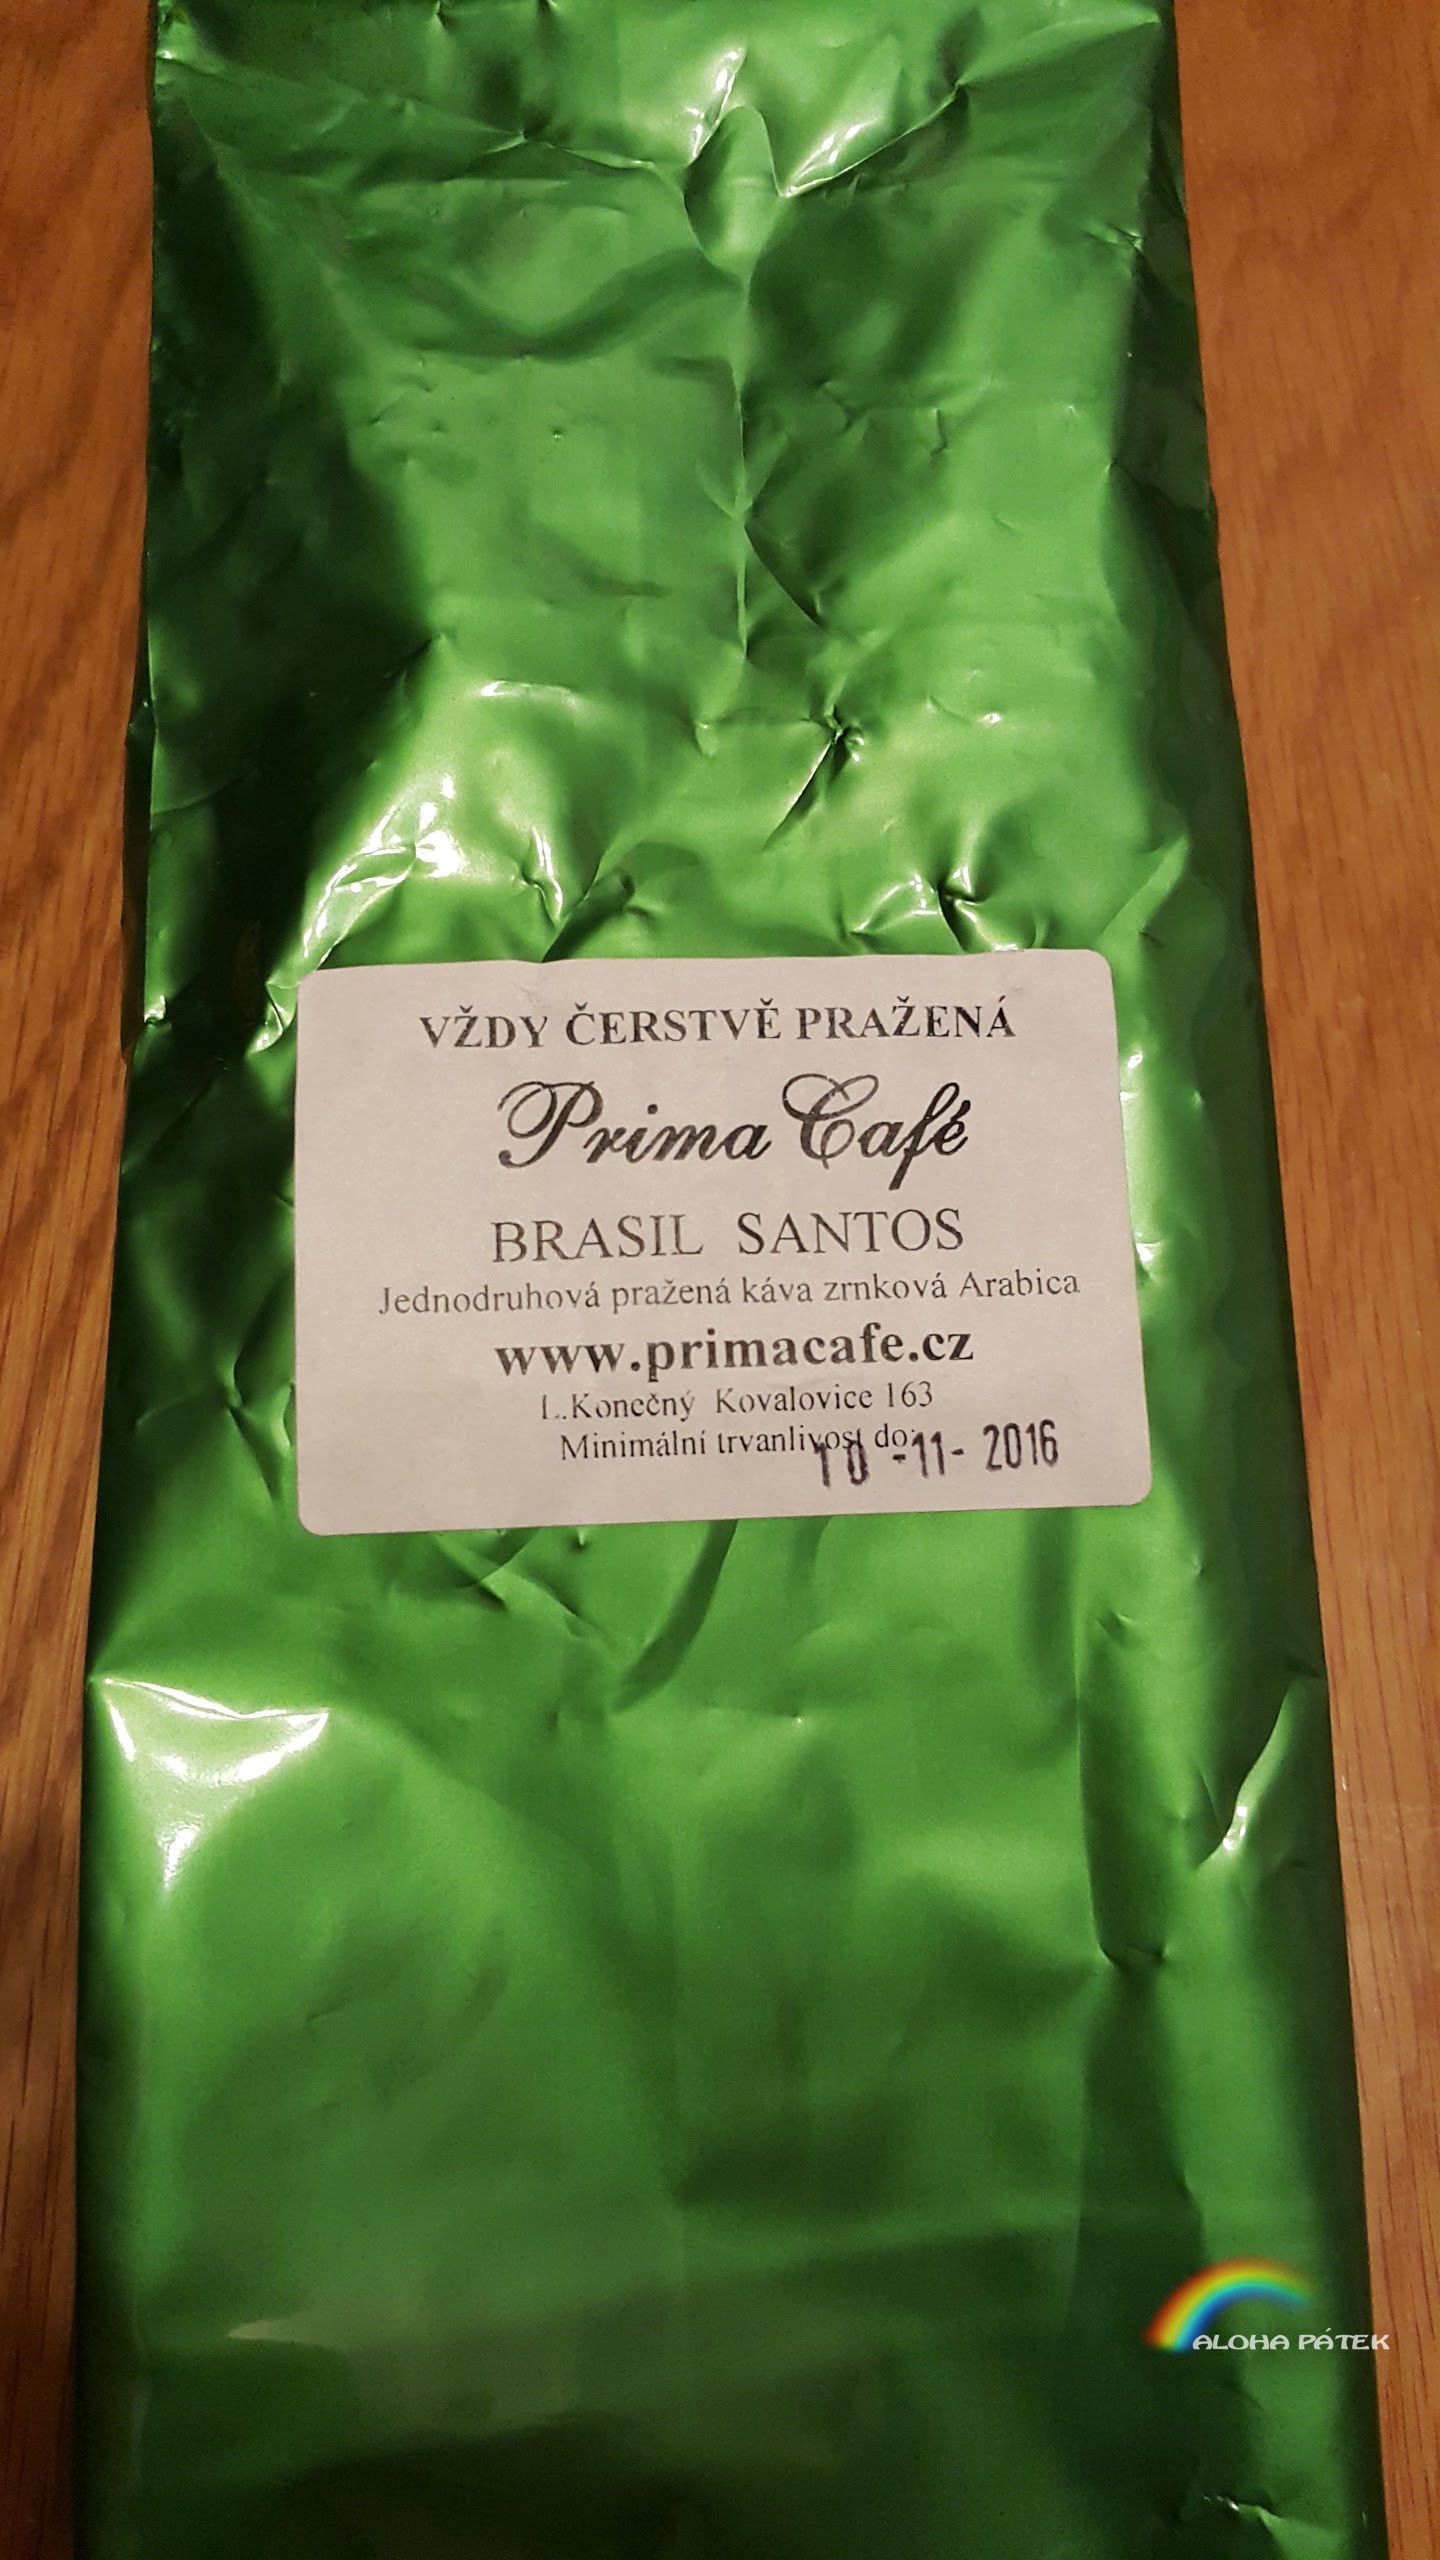 VŽDY ČERSTVĚ PRAŽENÁ
Prima Café
BRASIL SANTOS
Jednodruhová pražená káva zrnková Arabica
www.primacafe.cz
L.Konečný Kovalovice 163
Minimální trvanlivost do:
10 -11- 2016
ALOHA PÁTEK